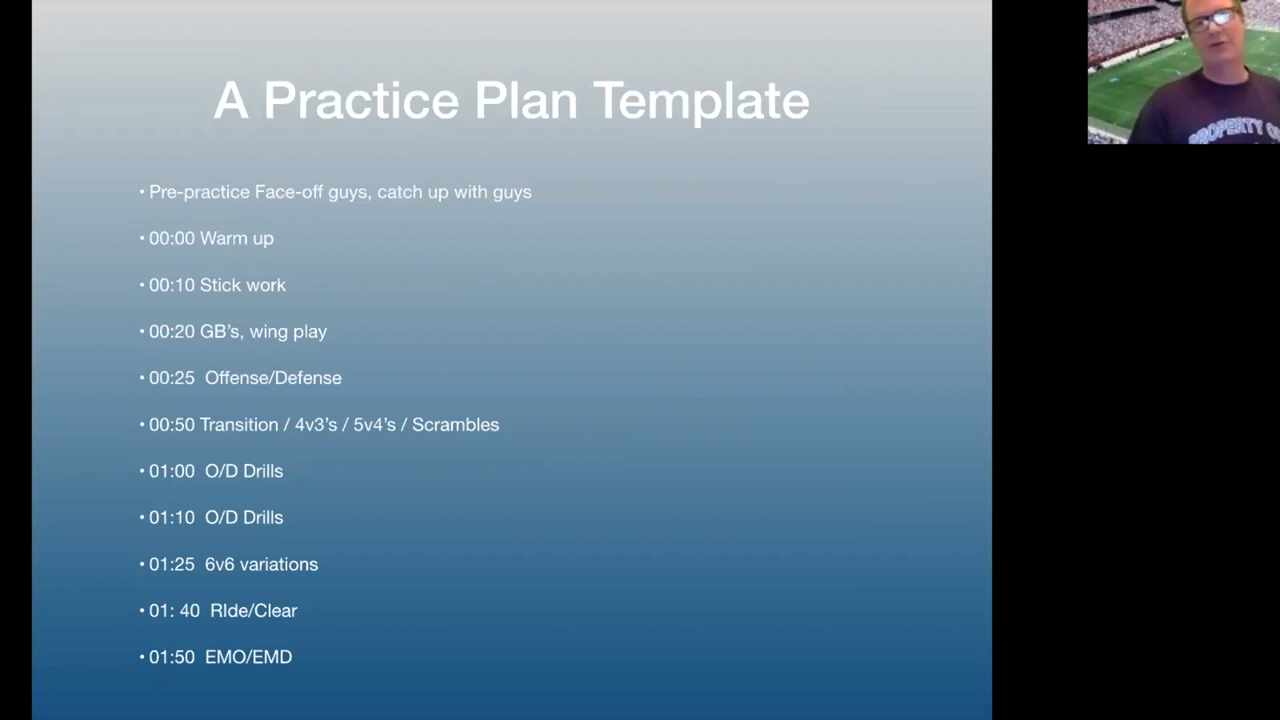 A Practice Plan Template
• Pre-practice Face-off guys, catch up with guys
• 00:00 Warm up
• 00:10 Stick work
• 00:20 GB's, wing play
• 00:25  Offense/Defense
• 00:50 Transition / 4v3's / 5v4's / Scrambles
• 01:00  O/D Drills
• 01:10  O/D Drills
• 01:25  6v6 variations
• 01: 40  RIde/Clear
• 01:50  EMO/EMD
PROPERTY